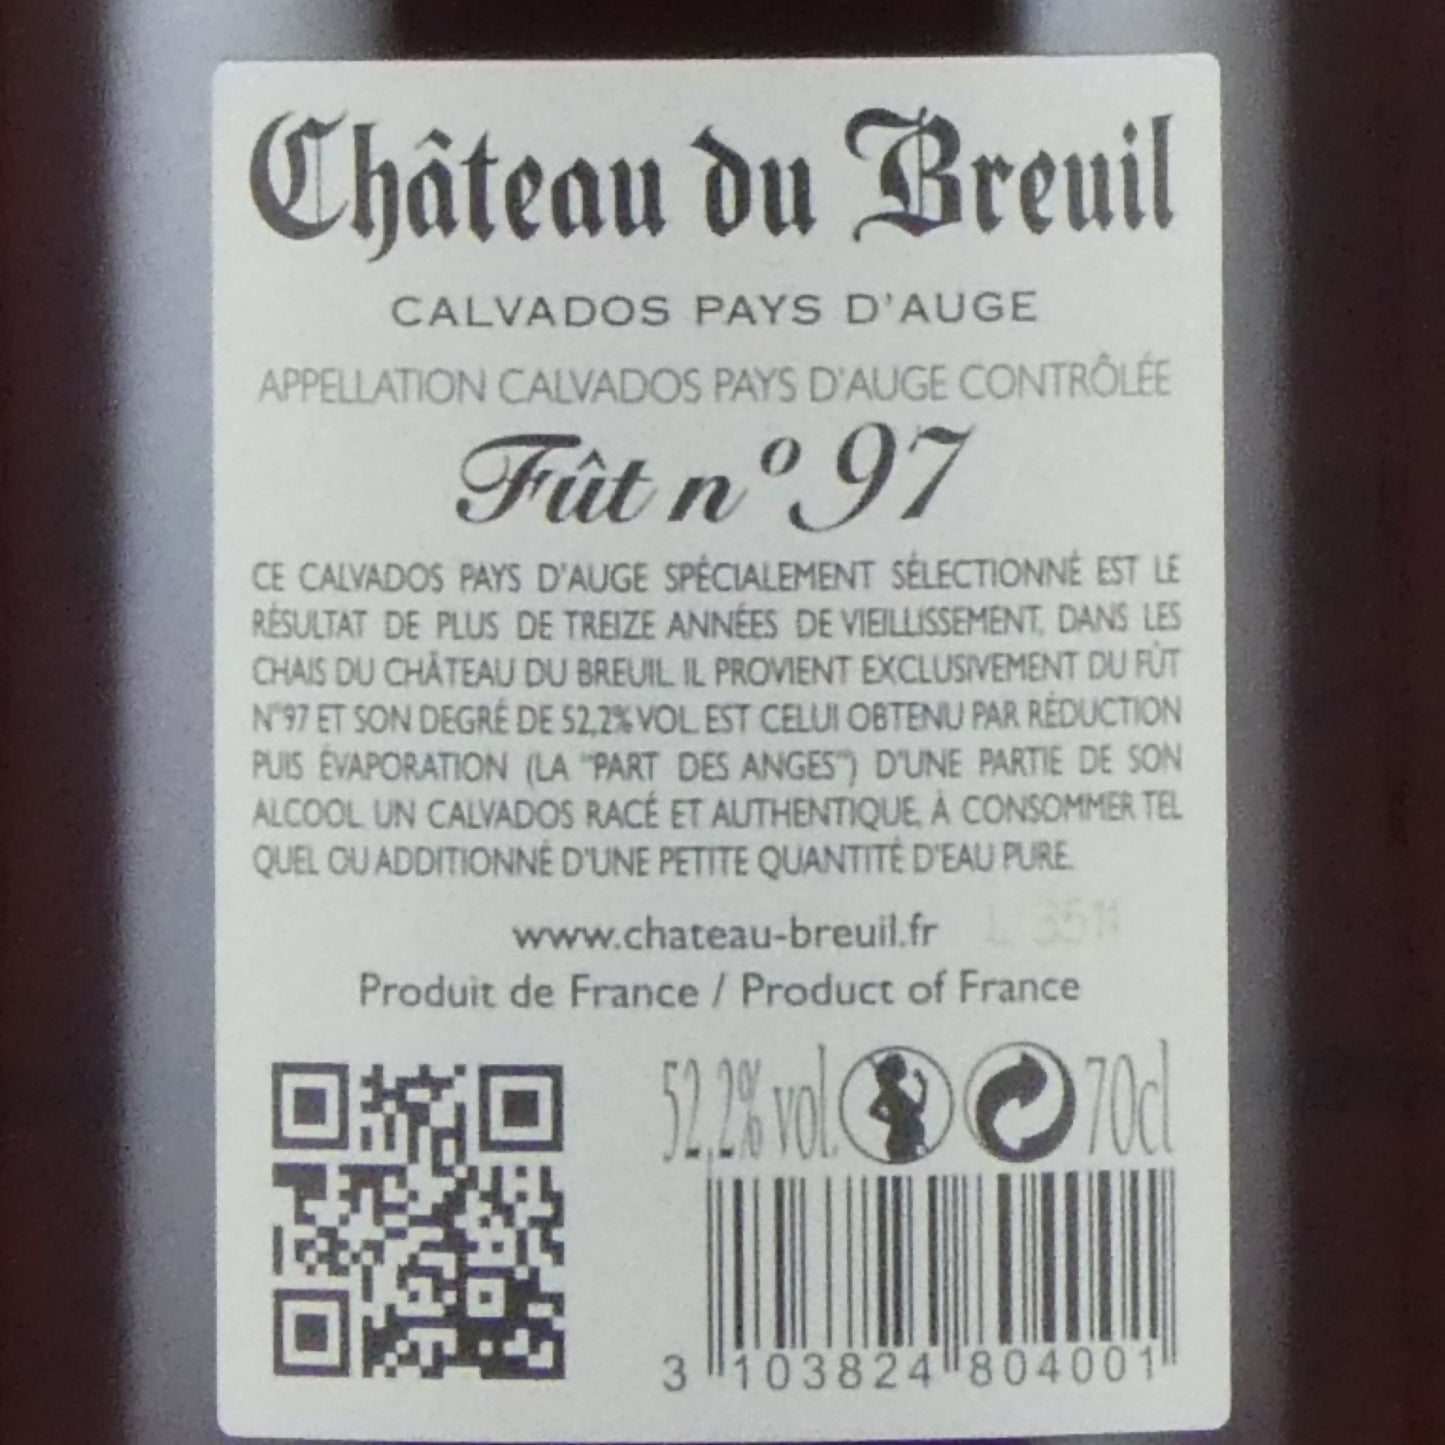 Château du Breuil
CALVADOS PAYS D'AUGE
APPELLATION CALVADOS PAYS D'AUGE CONTRÔLÉE
Fût nº 97
CE CALVADOS PAYS D'AUGE SPÉCIALEMENT SÉLECTIONNÉ EST LE
RÉSULTAT DE PLUS DE TREIZE ANNÉES DE VIEILLISSEMENT, DANS LES
CHAIS DU CHÂTEAU DU BREUIL. IL PROVIENT EXCLUSIVEMENT DU FÛT
N°97 ET SON DEGRÉ DE 52,2% VOL. EST CELUI OBTENU PAR RÉDUCTION
PUIS ÉVAPORATION (LA "PART DES ANGES") D'UNE PARTIE DE SON
ALCOOL. UN CALVADOS RACÉ ET AUTHENTIQUE, À CONSOMMER TEL
QUEL OU ADDITIONNÉ D'UNE PETITE QUANTITÉ D'EAU PURE.
www.chateau-breuil.fr
Produit de France / Product of France
52,2% vol. 70cl
3 103824 804001